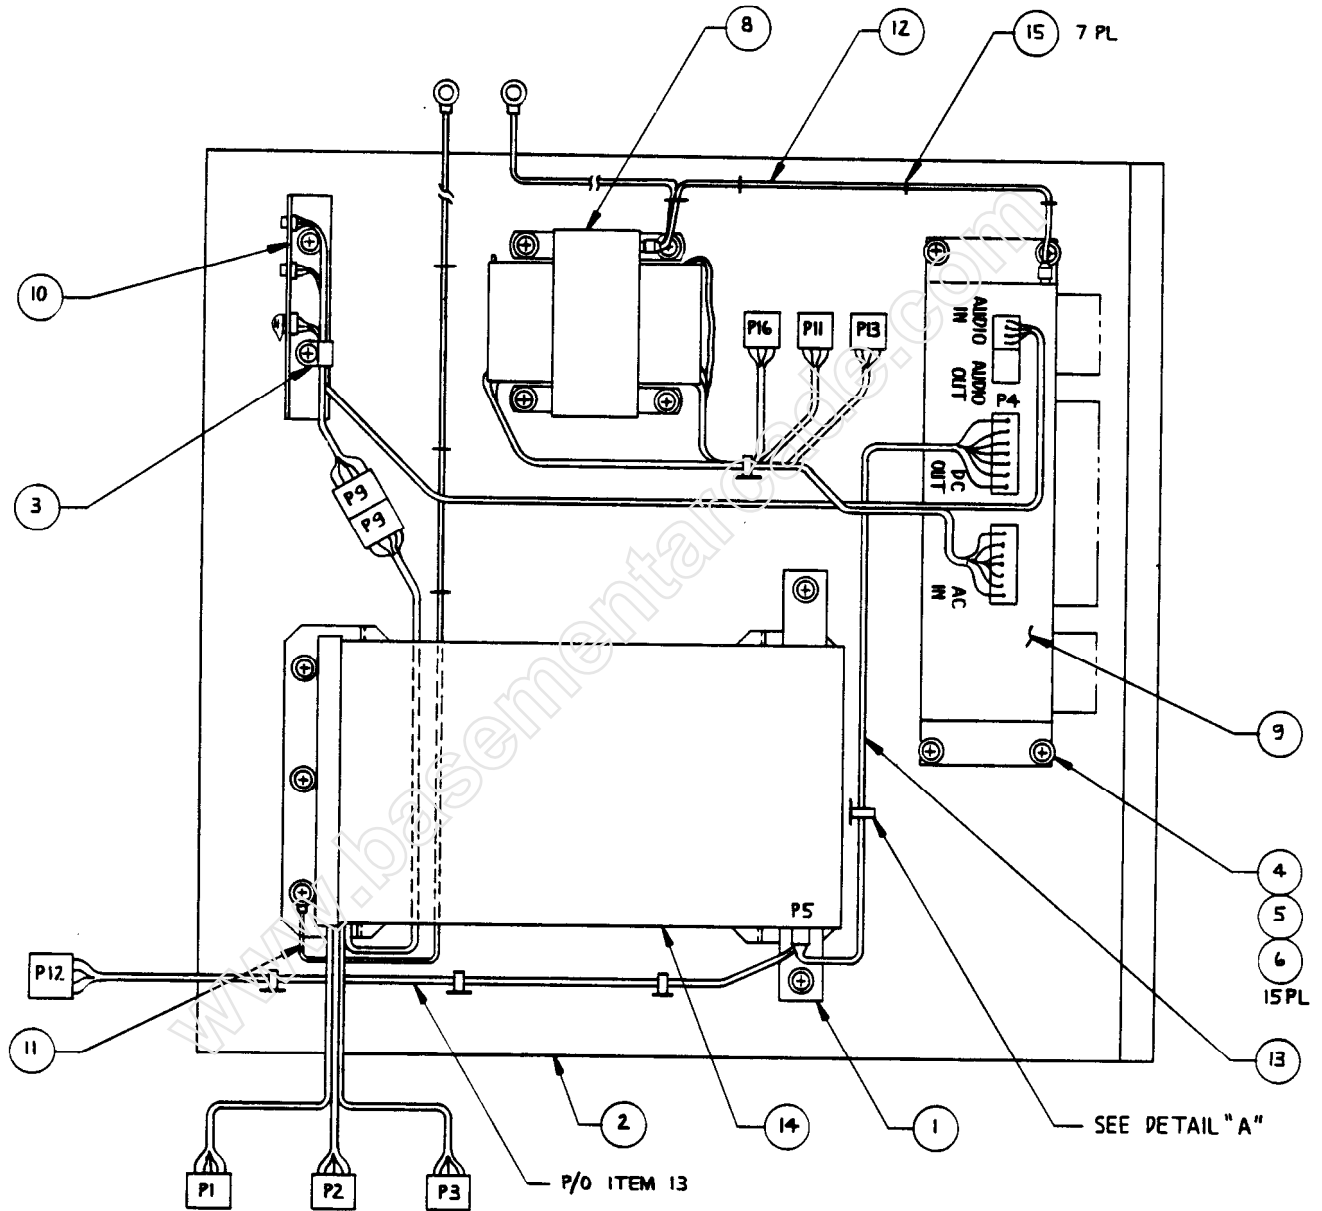 8
12
15 7 PL
10
P16
P11
P13
AUDIO IN
AUDIO OUT
P4
3
P9
P9
DC OUT
AC IN
9
4
5
6
15 PL
P5
P12
11
13
2
14
1
SEE DETAIL "A"
P/O ITEM 13
P1
P2
P3
www.basementarcade.com